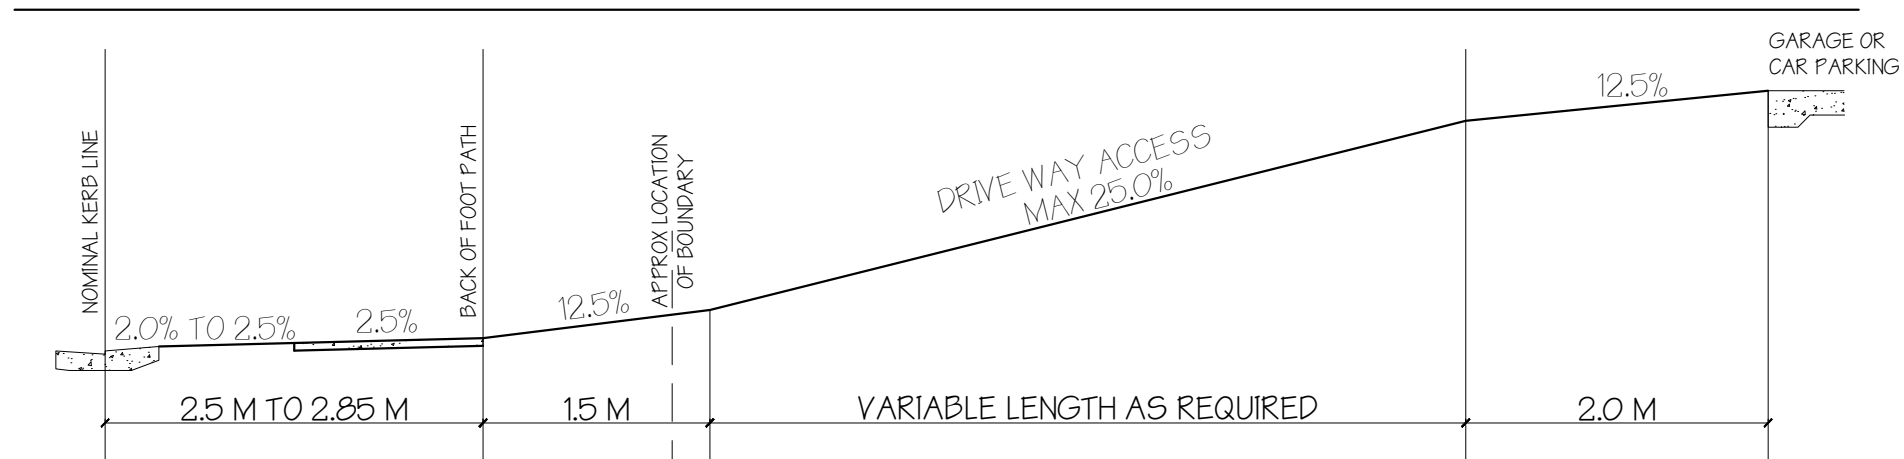 GARAGE OR
CAR PARKING
12.5%
DRIVE WAY ACCESS
MAX 25.0%
NOMINAL KERB LINE
BACK OF FOOT PATH
APPROX LOCATION
OF BOUNDARY
2.0% TO 2.5%
2.5%
12.5%
2.5 M TO 2.85 M
1.5 M
VARIABLE LENGTH AS REQUIRED
2.0 M